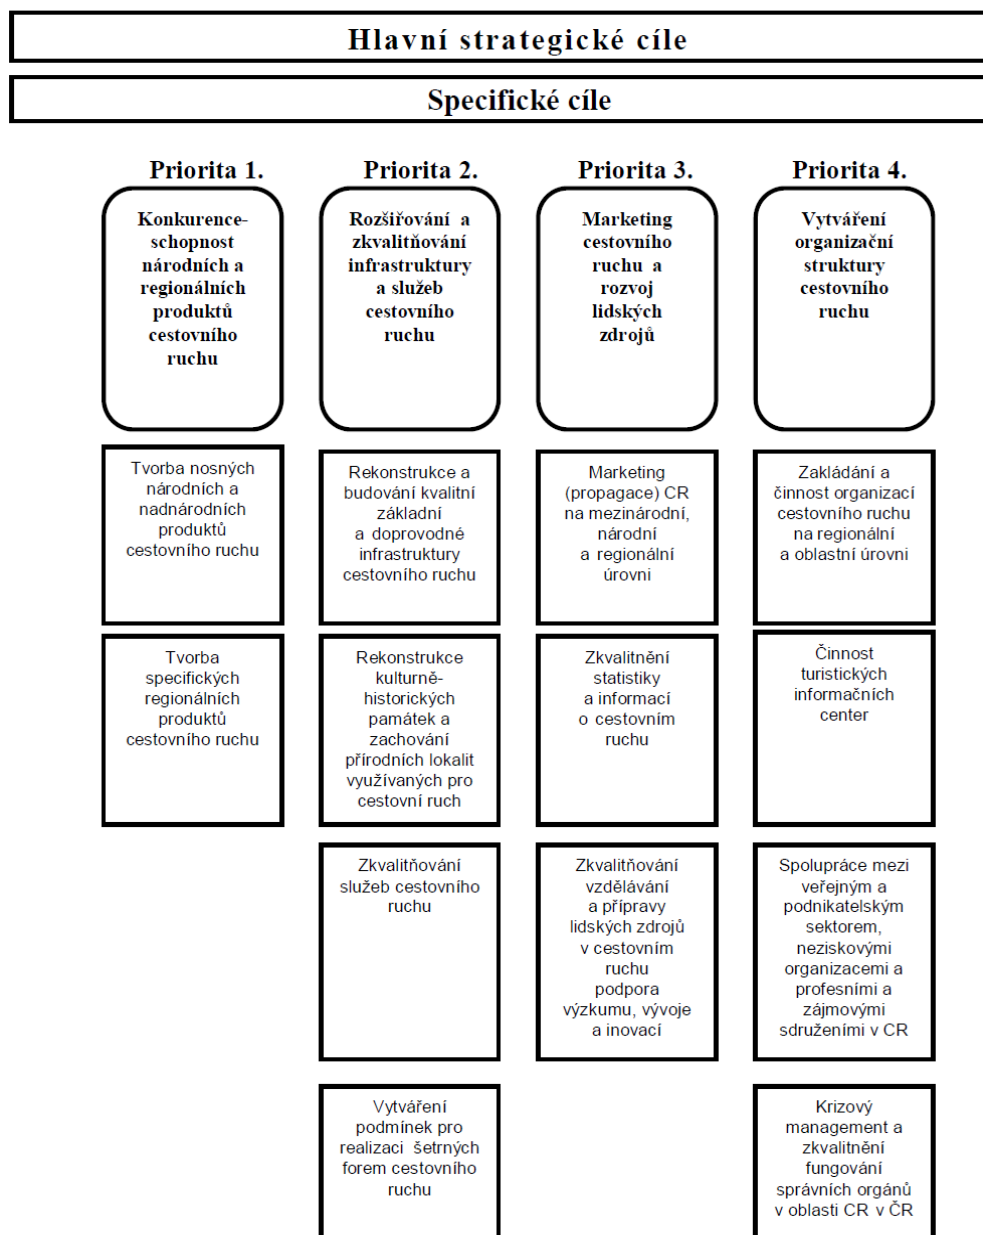 Hlavní strategické cíle
Specifické cíle
Priorita 1.
Konkurence-
schopnost
národních a
regionálních
produktů
cestovního
ruchu
Tvorba nosných
národních a
nadnárodních
produktů
cestovního ruchu
Tvorba
specifických
regionálních
produktů
cestovního ruchu
Priorita 2.
Rozšiřování a
zkvalitňování
infrastruktury
a služeb
cestovního
ruchu
Rekonstrukce a
budování kvalitní
základní
a doprovodné
infrastruktury
cestovního ruchu
Rekonstrukce
kulturně-
historických
památek a
zachování
přírodních lokalit
využívaných pro
cestovní ruch
Zkvalitňování
služeb cestovního
ruchu
Vytváření
podmínek pro
realizaci šetrných
forem cestovního
ruchu
Priorita 3.
Marketing
cestovního
ruchu a
rozvoj
lidských
zdrojů
Marketing
(propagace) CR
na mezinárodní,
národní
a regionální
úrovni
Zkvalitnění
statistiky
a informací
o cestovním
ruchu
Zkvalitňování
vzdělávání
a přípravy
lidských zdrojů
v cestovním
ruchu
podpora
výzkumu, vývoje
a inovací
Priorita 4.
Vytváření
organizační
struktury
cestovního
ruchu
Zakládání a
činnost organizací
cestovního ruchu
na regionální
a oblastní úrovni
Činnost
turistických
informačních
center
Spolupráce mezi
veřejným a
podnikatelským
sektorem,
neziskovými
organizacemi a
profesními a
zájmovými
sdruženími v CR
Krizový
management a
zkvalitnění
fungování
správních orgánů
v oblasti CR v ČR